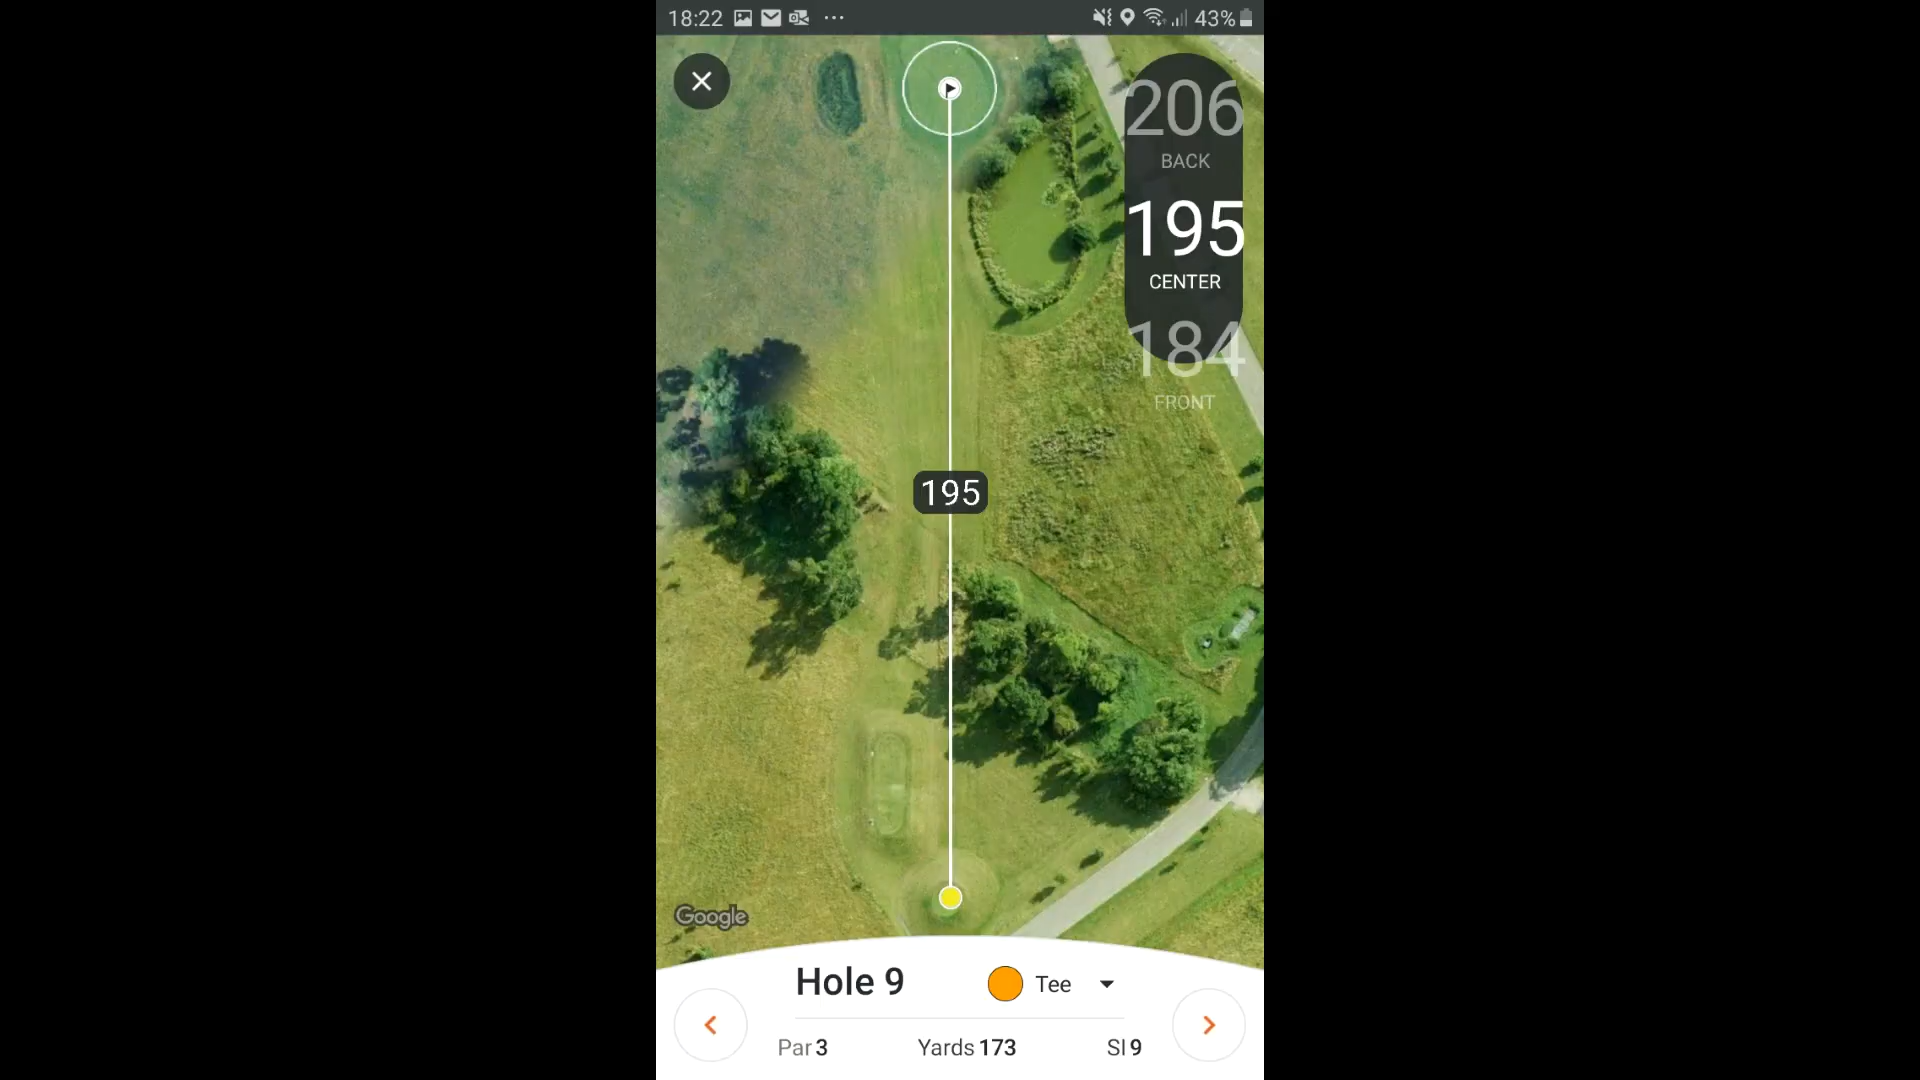 18:22 43%
206
BACK
195
CENTER
184
FRONT
195
Google
Hole 9 Tee
Par 3 Yards 173 SI 9